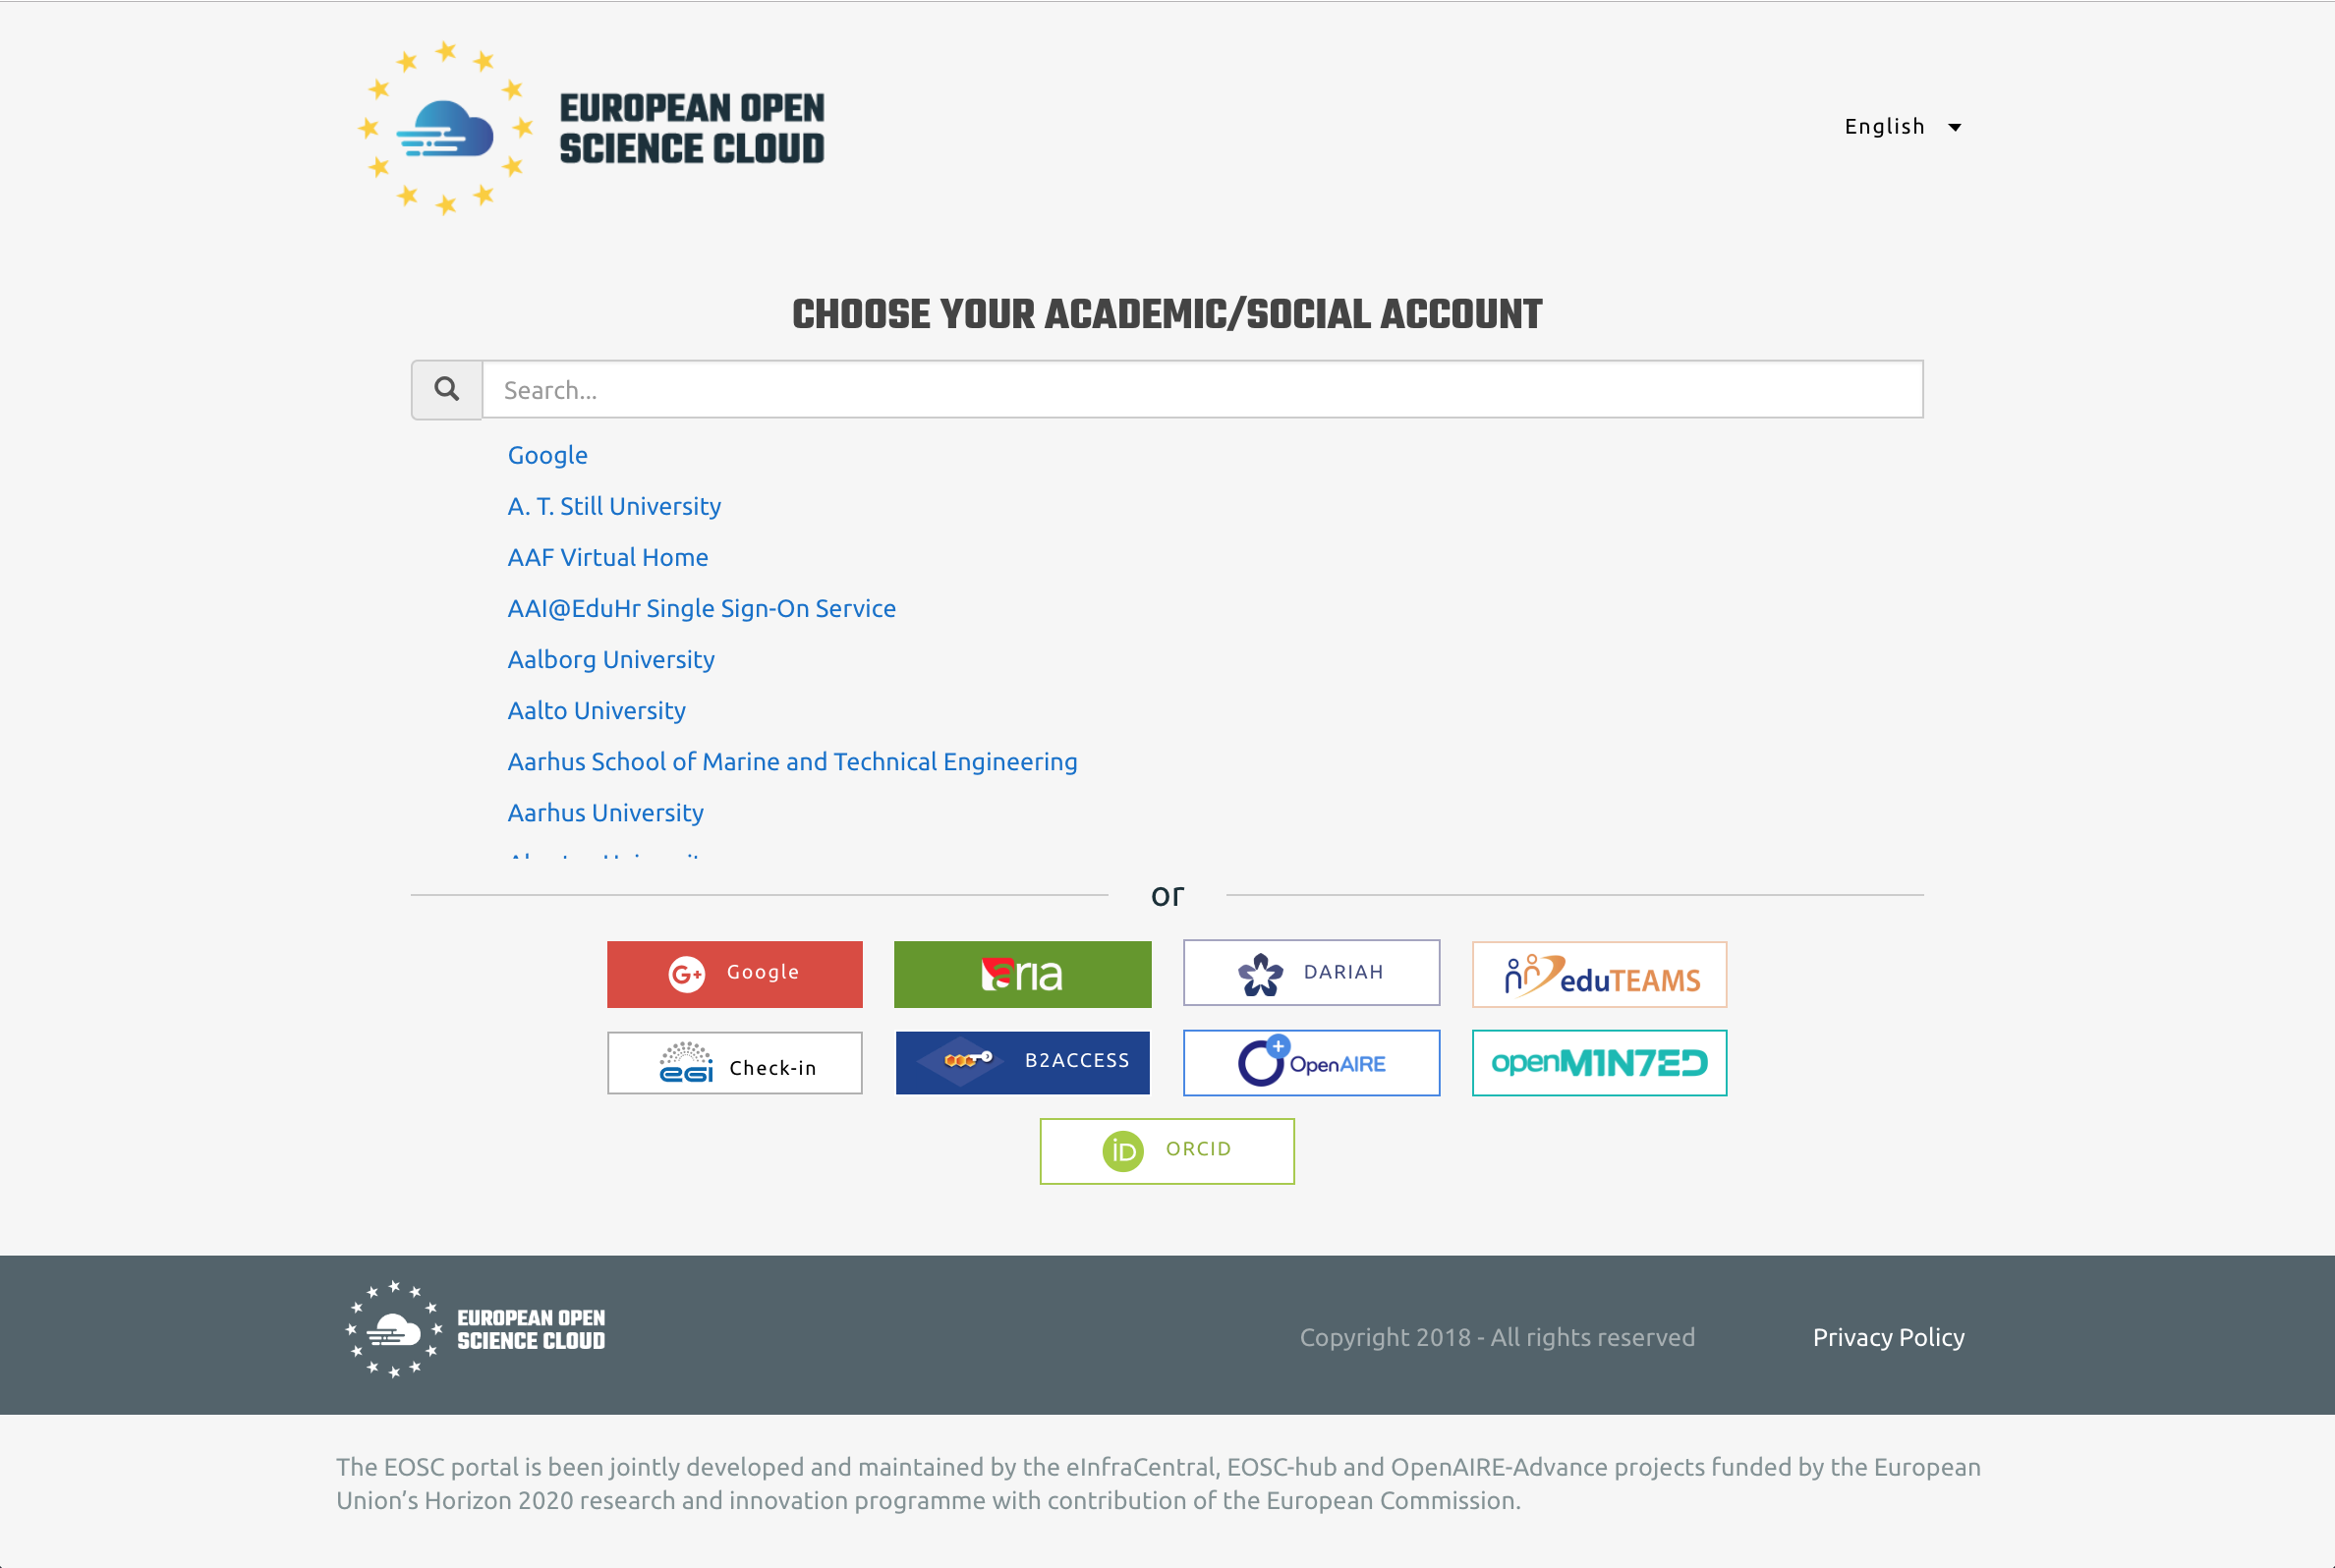 EUROPEAN OPEN
SCIENCE CLOUD
English
CHOOSE YOUR ACADEMIC/SOCIAL ACCOUNT
Search...
Google
A. T. Still University
AAF Virtual Home
AAI@EduHr Single Sign-On Service
Aalborg University
Aalto University
Aarhus School of Marine and Technical Engineering
Aarhus University
or
G+ Google
aria
DARIAH
eduTEAMS
eGi Check-in
B2ACCESS
OpenAIRE
openM1N7ED
iD ORCID
EUROPEAN OPEN
SCIENCE CLOUD
Copyright 2018 - All rights reserved
Privacy Policy
The EOSC portal is been jointly developed and maintained by the eInfraCentral, EOSC-hub and OpenAIRE-Advance projects funded by the European
Union’s Horizon 2020 research and innovation programme with contribution of the European Commission.